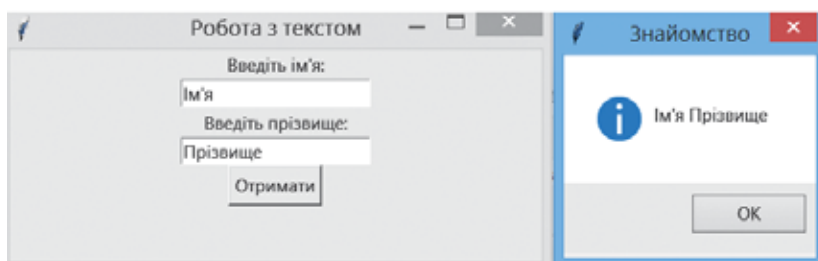 Робота з текстом
Введіть ім'я:
Ім'я
Введіть прізвище:
Прізвище
Отримати
Знайомство
Ім'я Прізвище
OK